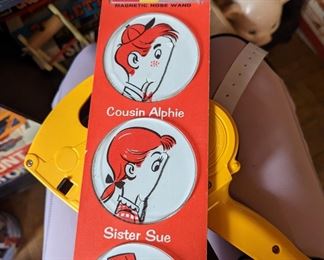 MAGNETIC NOSE WAND
Cousin Alphie
Sister Sue